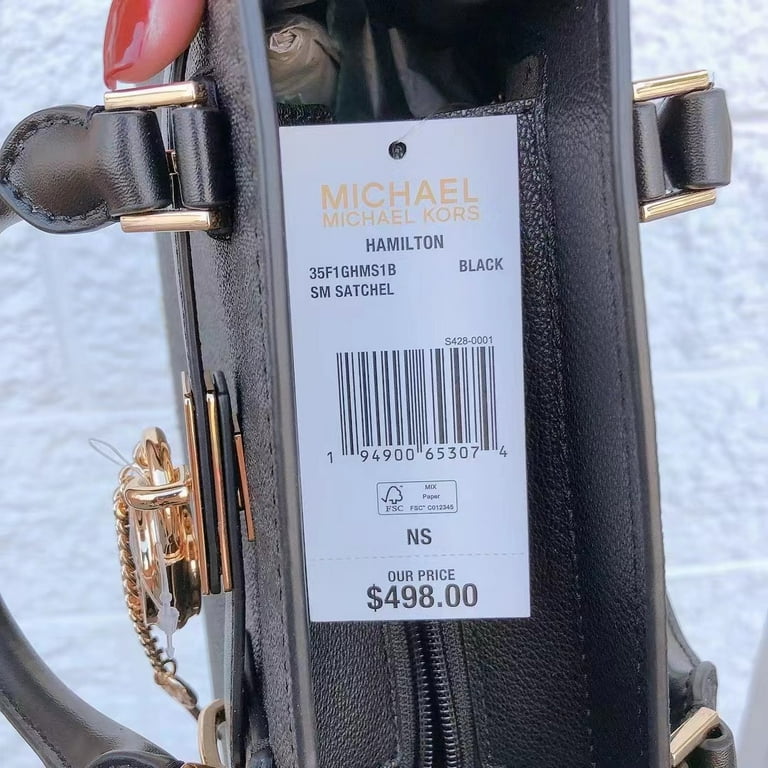 MICHAEL
MICHAEL KORS
HAMILTON
35F1GHMS1B BLACK
SM SATCHEL
S428-0001
1 94900 65307 4
FSC
MIX
Paper
FSC® C012345
NS
OUR PRICE
$498.00